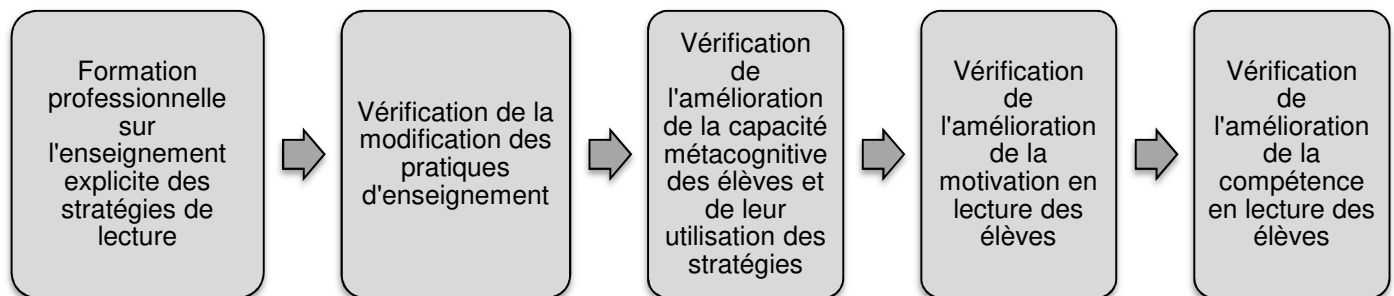 Formation
professionnelle
sur
l'enseignement
explicite des
stratégies de
lecture
Vérification de la
modification des
pratiques
d'enseignement
Vérification
de
l'amélioration
de la capacité
métacognitive
des élèves et
de leur
utilisation des
stratégies
Vérification
de
l'amélioration
de la
motivation en
lecture des
élèves
Vérification
de
l'amélioration
de la
compétence
en lecture des
élèves